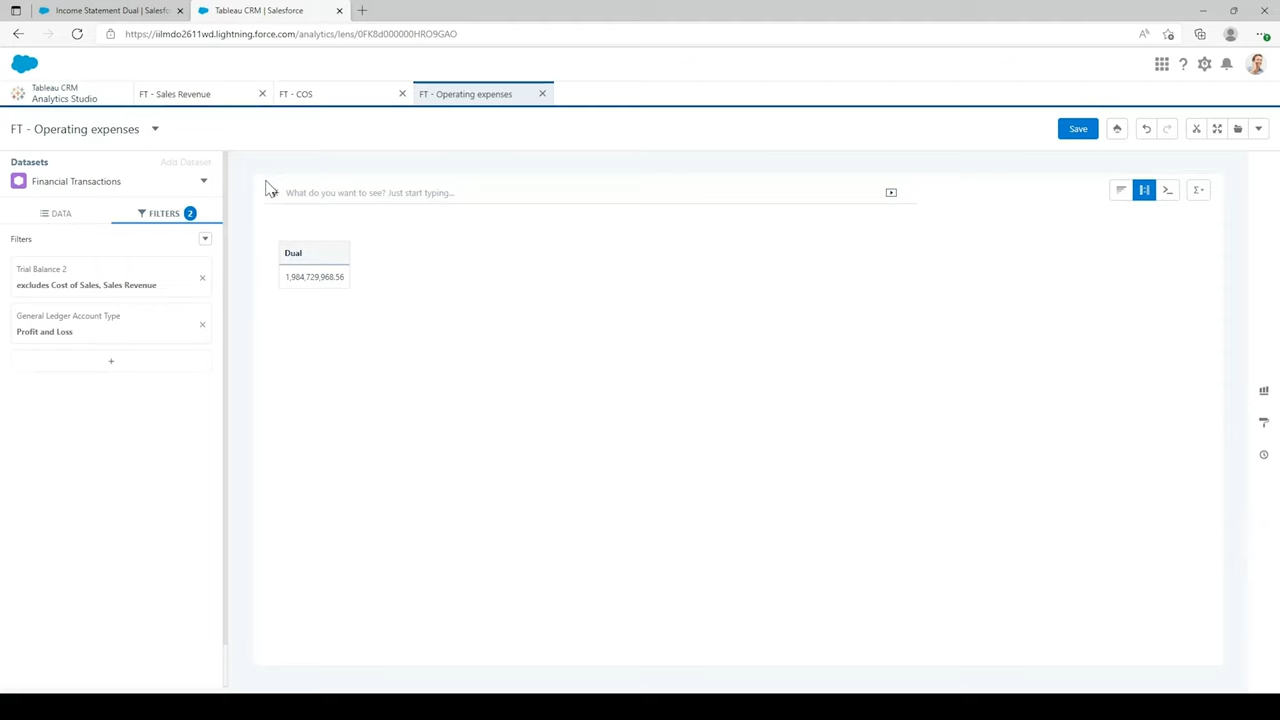 Income Statement Dual | Salesfo
Tableau CRM | Salesforce
https://iilmdo2611wd.lightning.force.com/analytics/lens/0FK8d000000HRO9GAO
Tableau CRM
Analytics Studio
FT - Sales Revenue
FT - COS
FT - Operating expenses
FT - Operating expenses
Save
Datasets
Add Dataset
Financial Transactions
What do you want to see? Just start typing...
DATA
FILTERS 2
Filters
Dual
1,984,729,968.56
Trial Balance 2
excludes Cost of Sales, Sales Revenue
General Ledger Account Type
Profit and Loss